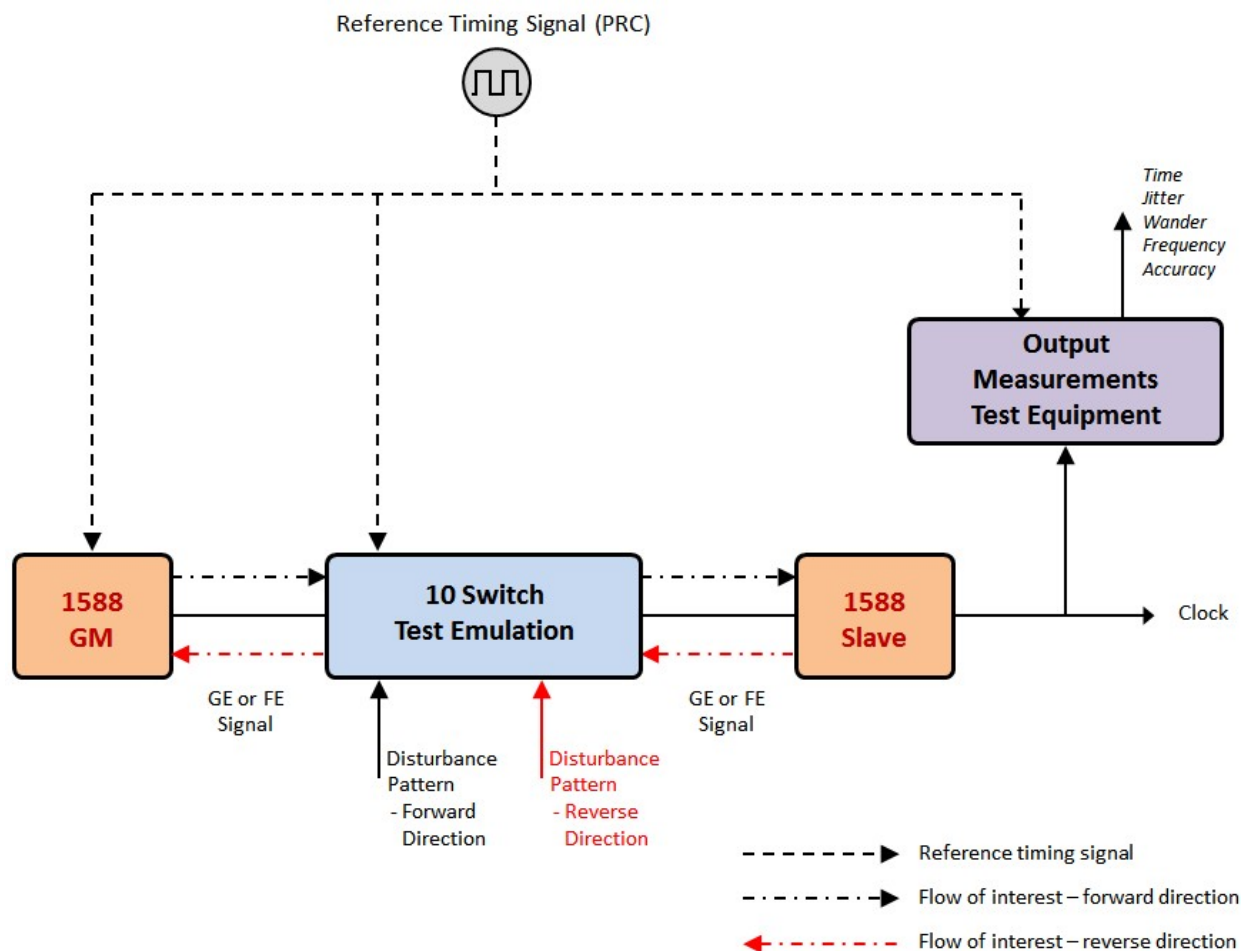 Reference Timing Signal (PRC)
Time
Jitter
Wander
Frequency
Accuracy
Output
Measurements
Test Equipment
1588
GM
10 Switch
Test Emulation
1588
Slave
Clock
GE or FE
Signal
GE or FE
Signal
Disturbance
Pattern
- Forward
Direction
Disturbance
Pattern
- Reverse
Direction
Reference timing signal
Flow of interest – forward direction
Flow of interest – reverse direction